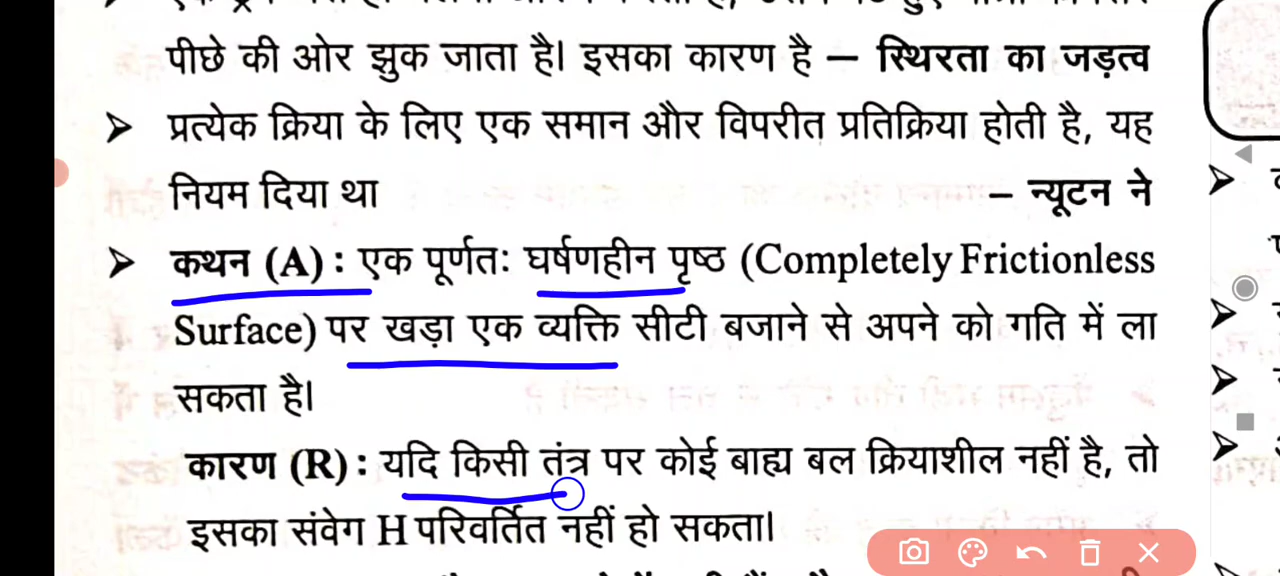 पीछे की ओर झुक जाता है। इसका कारण है – स्थिरता का जड़त्व
➤ प्रत्येक क्रिया के लिए एक समान और विपरीत प्रतिक्रिया होती है, यह
नियम दिया था – न्यूटन ने
➤ कथन (A) : एक पूर्णतः घर्षणहीन पृष्ठ (Completely Frictionless
Surface) पर खड़ा एक व्यक्ति सीटी बजाने से अपने को गति में ला
सकता है।
कारण (R) : यदि किसी तंत्र पर कोई बाह्य बल क्रियाशील नहीं है, तो
इसका संवेग H परिवर्तित नहीं हो सकता।